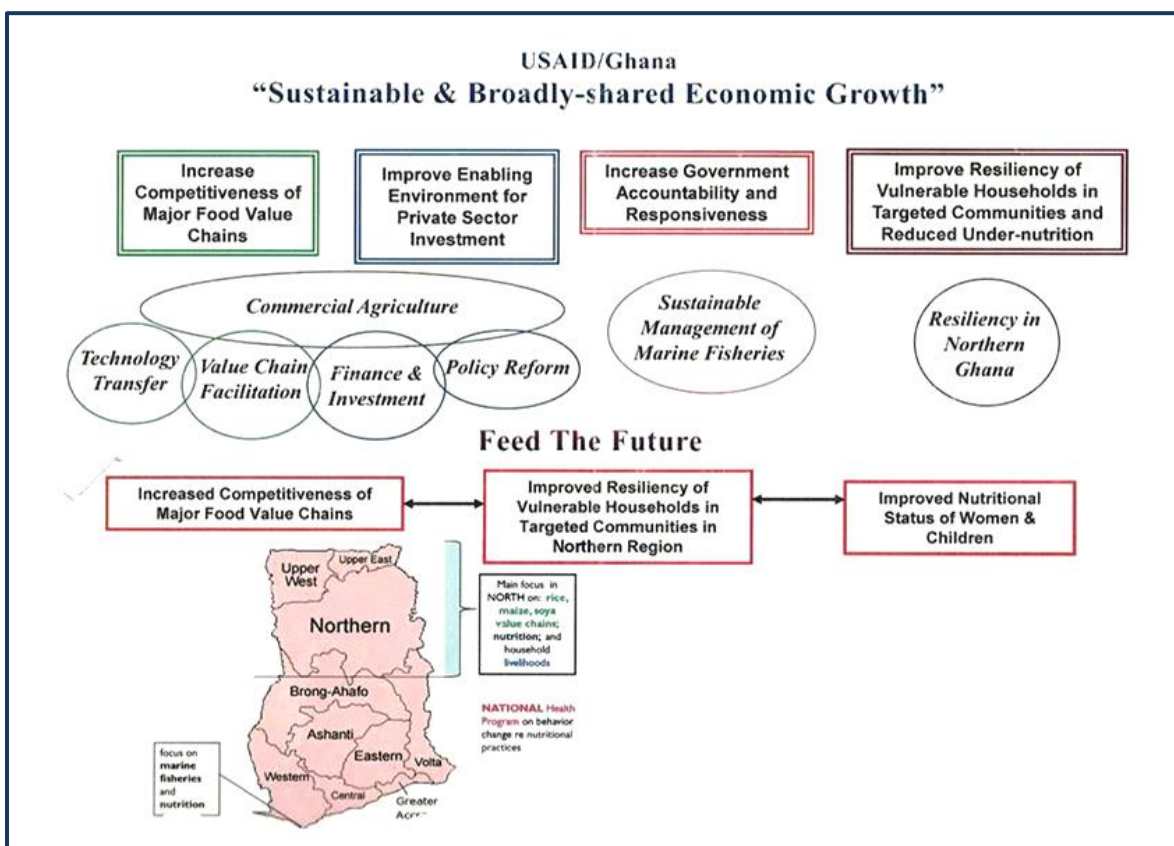 USAID/Ghana
“Sustainable & Broadly-shared Economic Growth”
Increase
Competitiveness of
Major Food Value
Chains
Improve Enabling
Environment for
Private Sector
Investment
Increase Government
Accountability and
Responsiveness
Improve Resiliency of
Vulnerable Households in
Targeted Communities and
Reduced Under-nutrition
Commercial Agriculture
Technology
Transfer
Value Chain
Facilitation
Finance &
Investment
Policy Reform
Sustainable
Management of
Marine Fisheries
Resiliency in
Northern
Ghana
Feed The Future
Increased Competitiveness of
Major Food Value Chains
Improved Resiliency of
Vulnerable Households in
Targeted Communities in
Northern Region
Improved Nutritional
Status of Women &
Children
Upper
West
Upper East
Northern
Brong-Ahafo
Ashanti
Eastern
Volta
Western
Central
Greater
Main focus in
NORTH on: rice,
maize, soya
value chains;
nutrition; and
household
livelihoods
NATIONAL Health
Program on behavior
change re nutritional
practices
focus on
marine
fisheries
and
nutrition